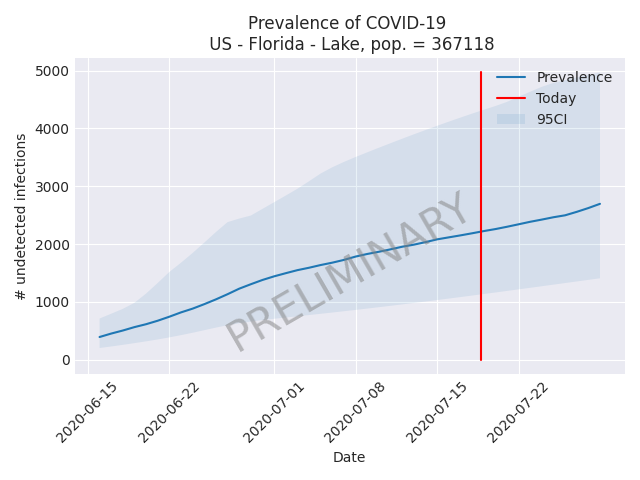 Prevalence of COVID-19
US - Florida - Lake, pop. = 367118
5000
4000
3000
2000
1000
0
# undetected infections
Prevalence
Today
95CI
PRELIMINARY
2020-06-15
2020-06-22
2020-07-01
2020-07-08
2020-07-15
2020-07-22
Date